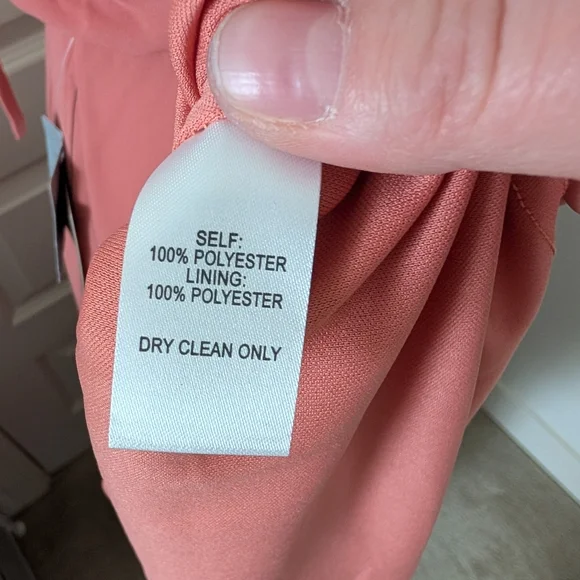 SELF:
100% POLYESTER
LINING:
100% POLYESTER
DRY CLEAN ONLY